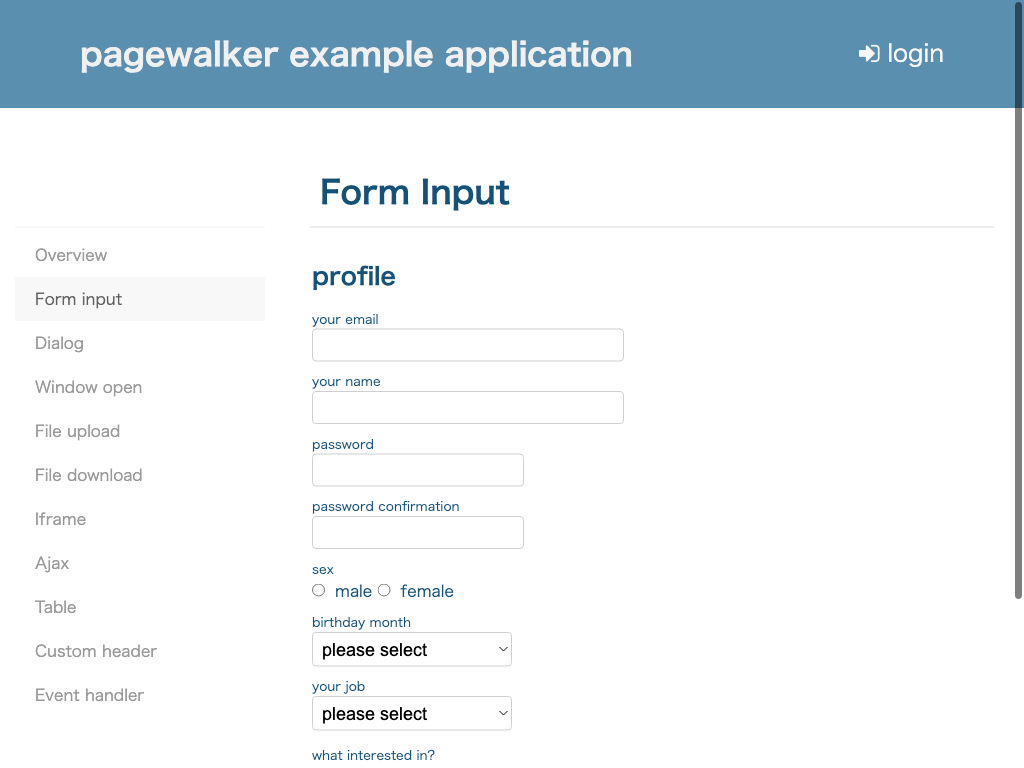 pagewalker example application
login
Form Input
Overview
Form input
Dialog
Window open
File upload
File download
Iframe
Ajax
Table
Custom header
Event handler
profile
your email
your name
password
password confirmation
sex
male female
birthday month
please select
your job
please select
what interested in?